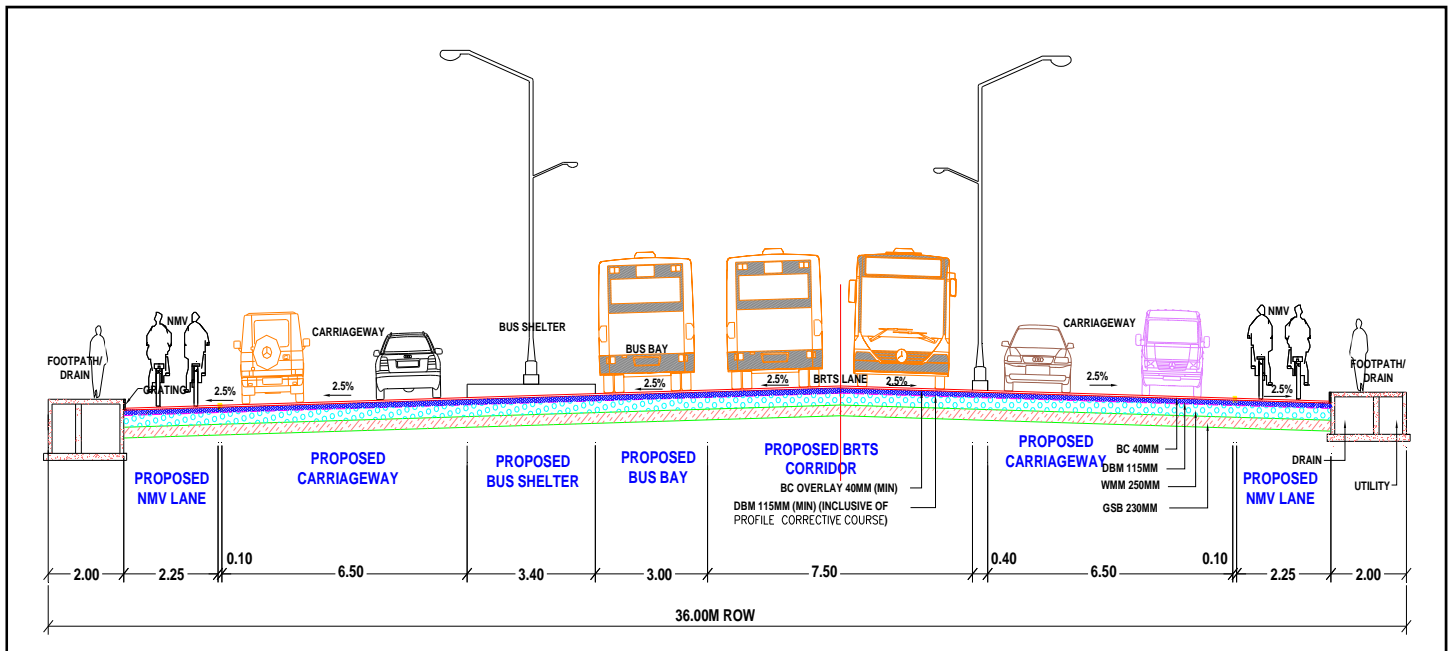 BUS SHELTER
NMV
CARRIAGEWAY
BUS BAY
BRTS LANE
CARRIAGEWAY
NMV
FOOTPATH/
DRAIN
GRATING
2.5%
2.5%
2.5%
2.5%
2.5%
2.5%
2.5%
FOOTPATH/
DRAIN
PROPOSED
NMV LANE
PROPOSED
CARRIAGEWAY
PROPOSED
BUS SHELTER
PROPOSED
BUS BAY
PROPOSED BRTS
CORRIDOR
PROPOSED
CARRIAGEWAY
PROPOSED
NMV LANE
BC OVERLAY 40MM (MIN)
DBM 115MM (MIN) (INCLUSIVE OF
PROFILE CORRECTIVE COURSE)
BC 40MM
DBM 115MM
WMM 250MM
GSB 230MM
DRAIN
UTILITY
2.00
2.25
0.10
6.50
3.40
3.00
7.50
0.40
6.50
0.10
2.25
2.00
36.00M ROW